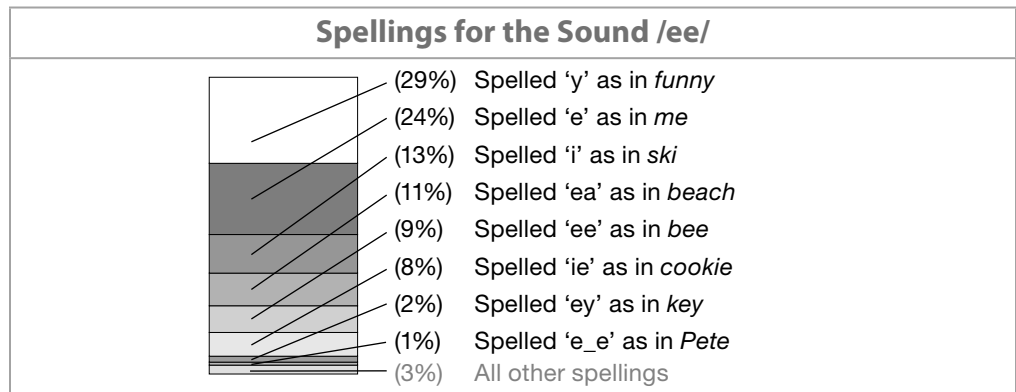 Spellings for the Sound /ee/
(29%) Spelled ‘y’ as in funny
(24%) Spelled ‘e’ as in me
(13%) Spelled ‘i’ as in ski
(11%) Spelled ‘ea’ as in beach
(9%) Spelled ‘ee’ as in bee
(8%) Spelled ‘ie’ as in cookie
(2%) Spelled ‘ey’ as in key
(1%) Spelled ‘e_e’ as in Pete
(3%) All other spellings